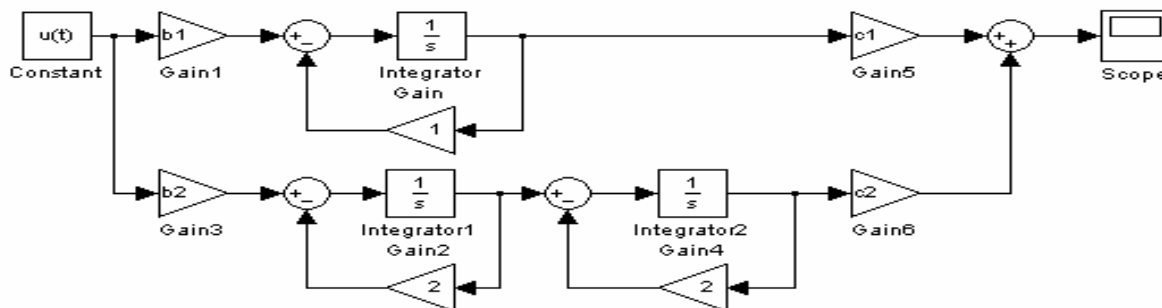 u(t)
Constant
b1
Gain1
+
−
1
s
Integrator
Gain
1
c1
Gain5
+
+
Scope
b2
Gain3
+
−
1
s
Integrator1
Gain2
2
+
−
1
s
Integrator2
Gain4
2
c2
Gain6